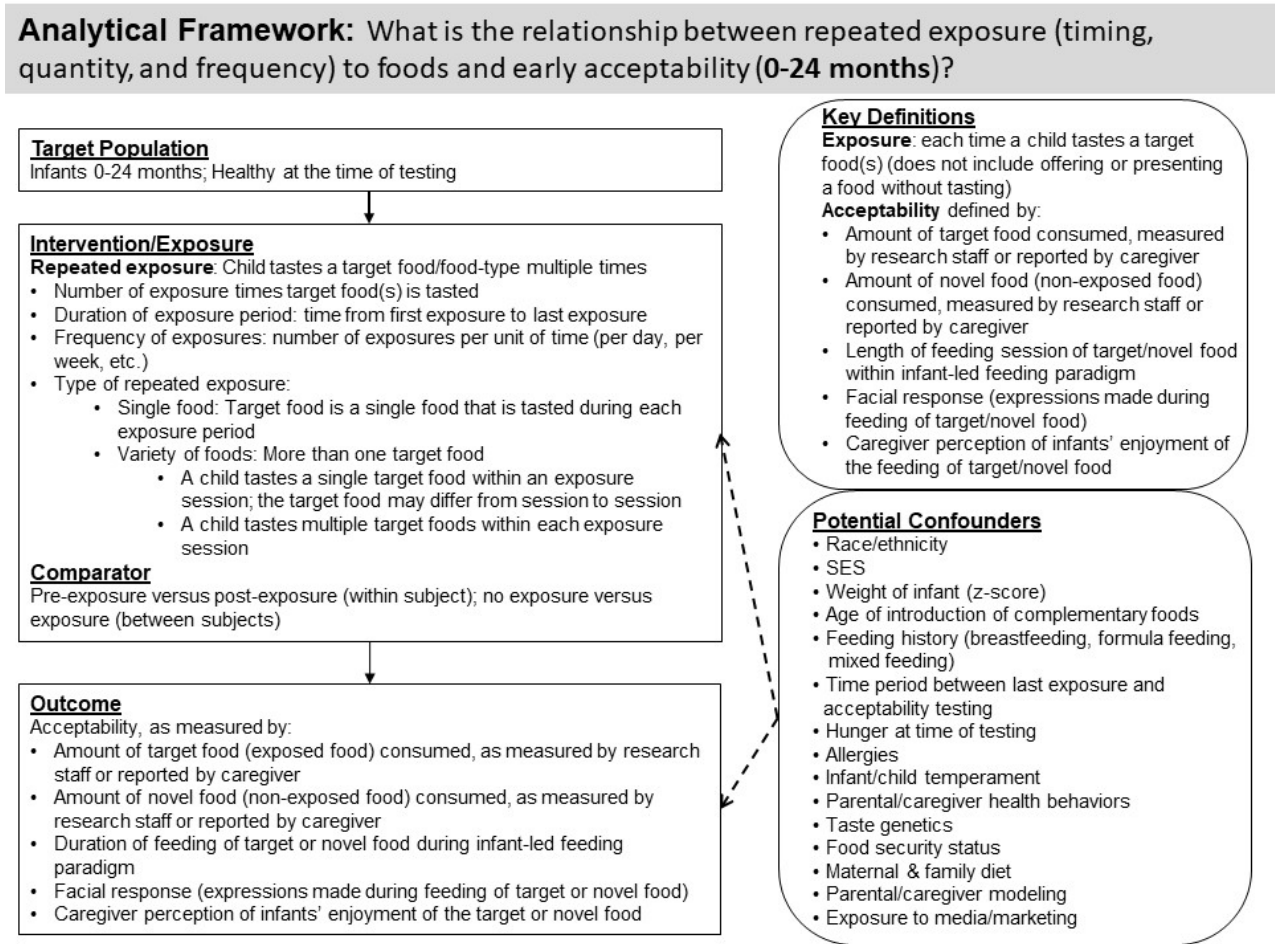 Analytical Framework: What is the relationship between repeated exposure (timing,
quantity, and frequency) to foods and early acceptability (0-24 months)?
Target Population
Infants 0-24 months; Healthy at the time of testing
Intervention/Exposure
Repeated exposure: Child tastes a target food/food-type multiple times
• Number of exposure times target food(s) is tasted
• Duration of exposure period: time from first exposure to last exposure
• Frequency of exposures: number of exposures per unit of time (per day, per
week, etc.)
• Type of repeated exposure:
• Single food: Target food is a single food that is tasted during each
exposure period
• Variety of foods: More than one target food
• A child tastes a single target food within an exposure
session; the target food may differ from session to session
• A child tastes multiple target foods within each exposure
session
Comparator
Pre-exposure versus post-exposure (within subject); no exposure versus
exposure (between subjects)
Outcome
Acceptability, as measured by:
• Amount of target food (exposed food) consumed, as measured by research
staff or reported by caregiver
• Amount of novel food (non-exposed food) consumed, as measured by
research staff or reported by caregiver
• Duration of feeding of target or novel food during infant-led feeding
paradigm
• Facial response (expressions made during feeding of target or novel food)
• Caregiver perception of infants' enjoyment of the target or novel food
Key Definitions
Exposure: each time a child tastes a target
food(s) (does not include offering or presenting
a food without tasting)
Acceptability defined by:
• Amount of target food consumed, measured
by research staff or reported by caregiver
• Amount of novel food (non-exposed food)
consumed, measured by research staff or
reported by caregiver
• Length of feeding session of target/novel food
within infant-led feeding paradigm
• Facial response (expressions made during
feeding of target/novel food)
• Caregiver perception of infants' enjoyment of
the feeding of target/novel food
Potential Confounders
• Race/ethnicity
• SES
• Weight of infant (z-score)
• Age of introduction of complementary foods
• Feeding history (breastfeeding, formula feeding,
mixed feeding)
• Time period between last exposure and
acceptability testing
• Hunger at time of testing
• Allergies
• Infant/child temperament
• Parental/caregiver health behaviors
• Taste genetics
• Food security status
• Maternal & family diet
• Parental/caregiver modeling
• Exposure to media/marketing